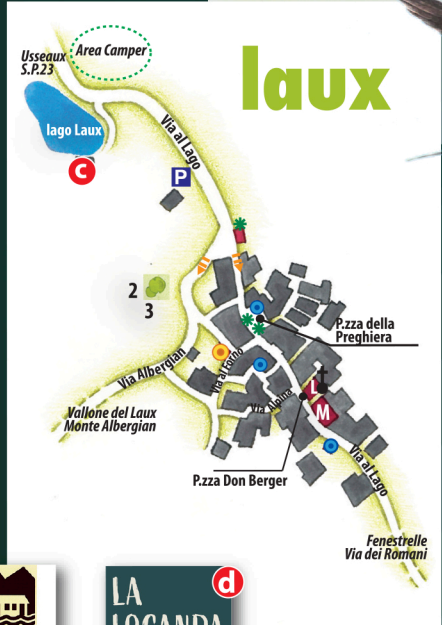 laux
Area Camper
Usseaux
S.P.23
lago Laux
C
P
Via al Lago
2
3
P.zza della
Preghiera
Via Albergian
Via al Forno
Via Alpina
L
M
Vallone del Laux
Monte Albergian
P.zza Don Berger
Via al Lago
Fenestrelle
Via dei Romani
d
LA
LOCANDA